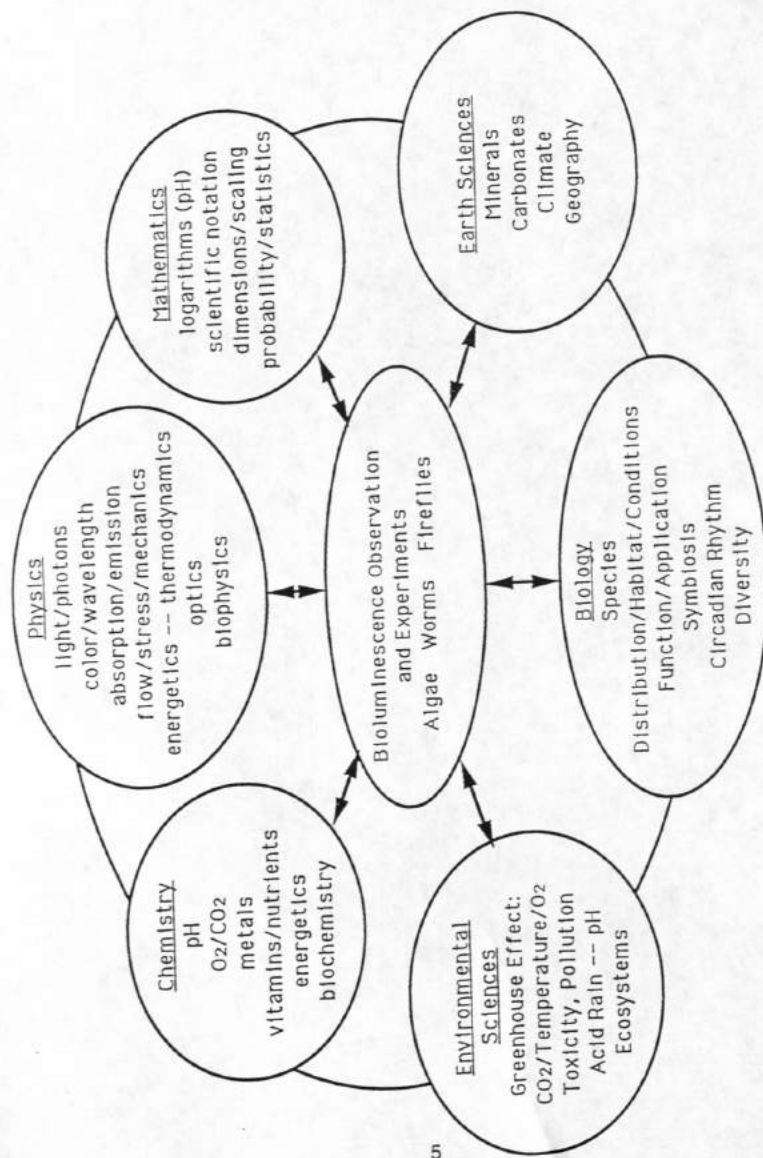 Physics
light/photons
color/wavelength
absorption/emission
flow/stress/mechanics
energetics -- thermodynamics
optics
biophysics
Chemistry
pH
O2/CO2
metals
vitamins/nutrients
energetics
biochemistry
Mathematics
logarithms (pH)
scientific notation
dimensions/scaling
probability/statistics
Bioluminescence Observation
and Experiments
Algae Worms Fireflies
Environmental
Sciences
Greenhouse Effect:
CO2/Temperature/O2
Toxicity, Pollution
Acid Rain -- pH
Ecosystems
Earth Sciences
Minerals
Carbonates
Climate
Geography
Biology
Species
Distribution/Habitat/Conditions
Function/Application
Symbiosis
Circadian Rhythm
Diversity
5